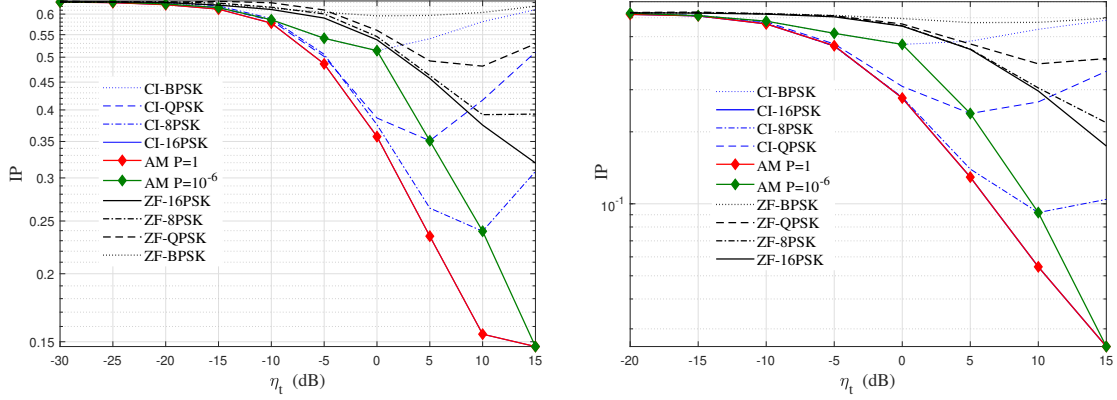 0.6
0.55
0.5
0.45
0.4
0.35
0.3
0.25
0.2
0.15
IP
CI-BPSK
CI-QPSK
CI-8PSK
CI-16PSK
AM P=1
AM P=10⁻⁶
ZF-16PSK
ZF-8PSK
ZF-QPSK
ZF-BPSK
-30 -25 -20 -15 -10 -5 0 5 10 15
ηₜ (dB)
10⁻¹
IP
CI-BPSK
CI-16PSK
CI-8PSK
CI-QPSK
AM P=1
AM P=10⁻⁶
ZF-BPSK
ZF-QPSK
ZF-8PSK
ZF-16PSK
-20 -15 -10 -5 0 5 10 15
ηₜ (dB)